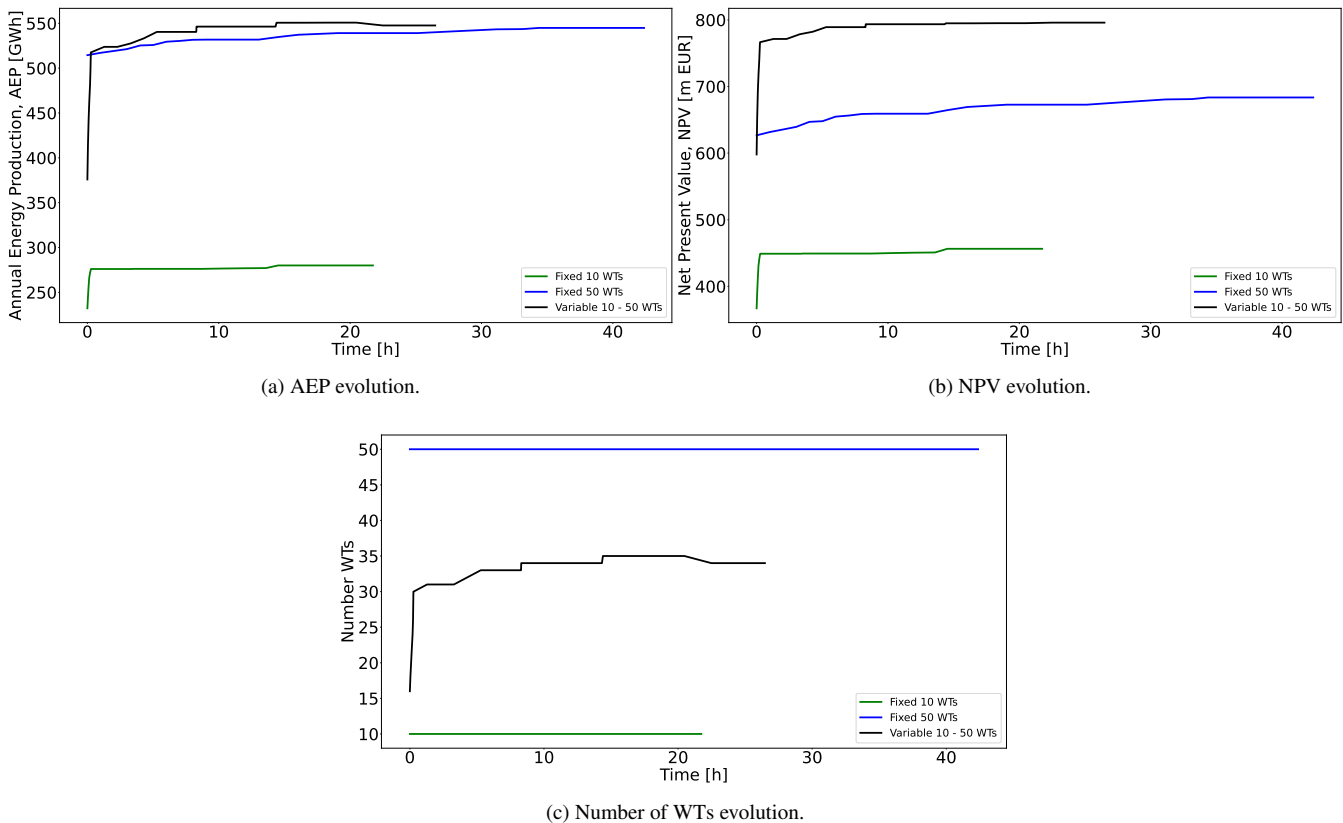 Annual Energy Production, AEP [GWh]
550
500
450
400
350
300
250
0 10 20 30 40
Time [h]
Fixed 10 WTs
Fixed 50 WTs
Variable 10 - 50 WTs
(a) AEP evolution.
Net Present Value, NPV [m EUR]
800
700
600
500
400
0 10 20 30 40
Time [h]
Fixed 10 WTs
Fixed 50 WTs
Variable 10 - 50 WTs
(b) NPV evolution.
Number WTs
50
45
40
35
30
25
20
15
10
0 10 20 30 40
Time [h]
Fixed 10 WTs
Fixed 50 WTs
Variable 10 - 50 WTs
(c) Number of WTs evolution.